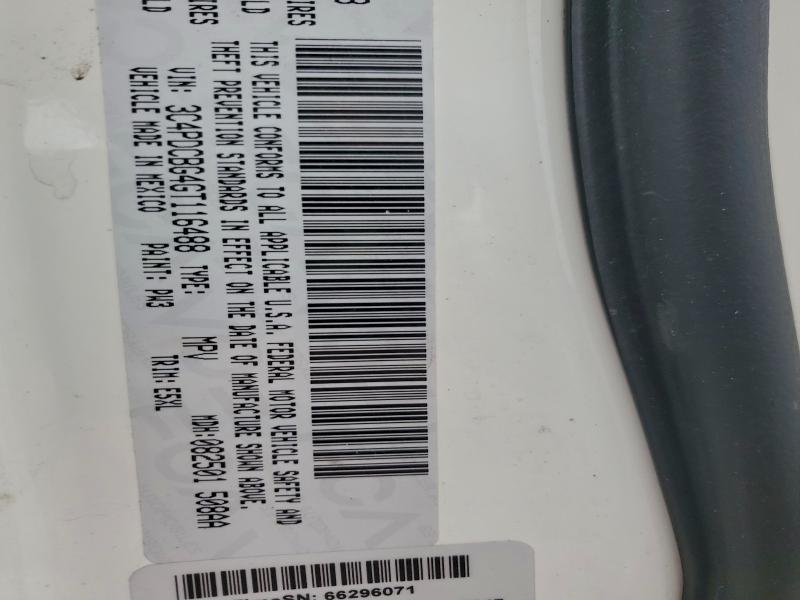 THIS VEHICLE CONFORMS TO ALL APPLICABLE U.S.A. FEDERAL MOTOR VEHICLE SAFETY AND
THEFT PREVENTION STANDARDS IN EFFECT ON THE DATE OF MANUFACTURE SHOWN ABOVE.
VIN: 3C4PDCBG4GT116488 TYPE: MPV MDH:082501 508AA
VEHICLE MADE IN MEXICO PAINT: PW3 TRIM: E5XL
SN: 66296071